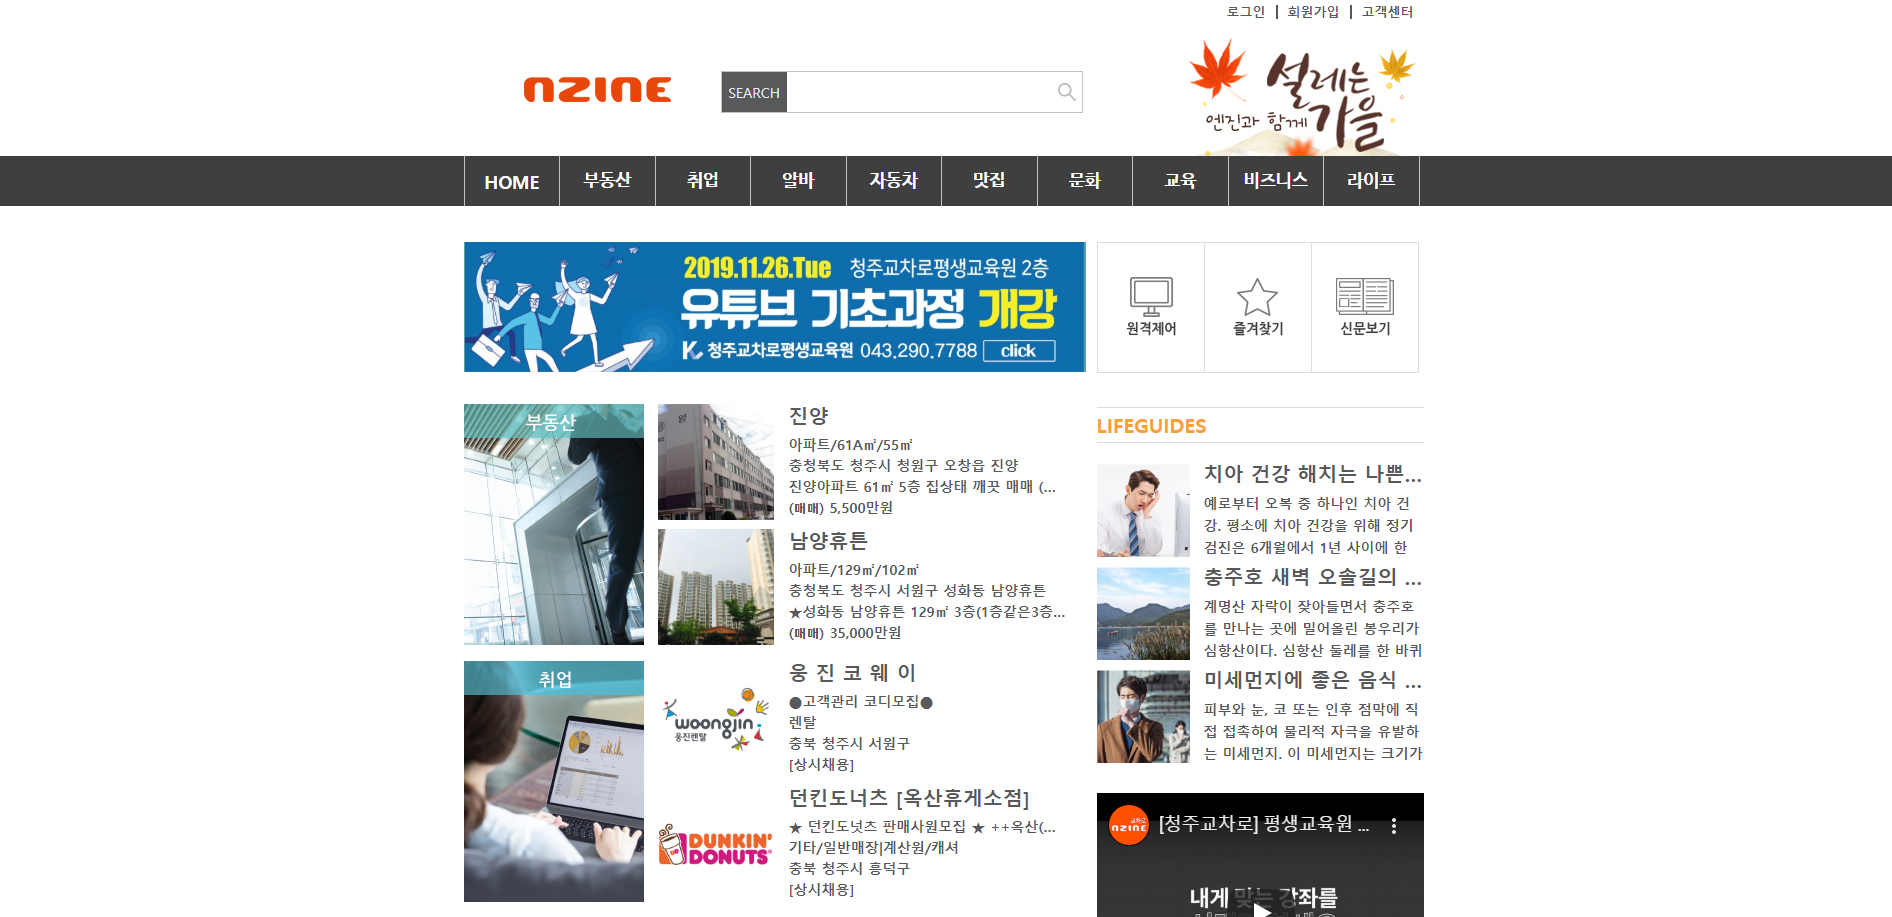 로그인 | 회원가입 | 고객센터
nzine
SEARCH
설레는
엔진과 함께 가을
HOME 부동산 취업 알바 자동차 맛집 문화 교육 비즈니스 라이프
2019.11.26.Tue 청주교차로평생교육원 2층
유튜브 기초과정 개강
청주교차로평생교육원 043.290.7788 click
원격제어 즐겨찾기 신문보기
부동산
진양
아파트/61A㎡/55㎡
충청북도 청주시 청원구 오창읍 진양
진양아파트 61㎡ 5층 집상태 깨끗 매매 (...
(매매) 5,500만원
남양휴튼
아파트/129㎡/102㎡
충청북도 청주시 서원구 성화동 남양휴튼
★성화동 남양휴튼 129㎡ 3층(1층같은3층...
(매매) 35,000만원
취업
woongjin
웅진렌탈
웅 진 코 웨 이
●고객관리 코디모집●
렌탈
충북 청주시 서원구
[상시채용]
DUNKIN'
DONUTS
던킨도너츠 [옥산휴게소점]
★ 던킨도넛츠 판매사원모집 ★ ++옥산(...
기타/일반매장|계산원/캐셔
충북 청주시 흥덕구
[상시채용]
LIFEGUIDES
치아 건강 해치는 나쁜...
예로부터 오복 중 하나인 치아 건
강. 평소에 치아 건강을 위해 정기
검진은 6개월에서 1년 사이에 한
충주호 새벽 오솔길의 ...
계명산 자락이 잦아들면서 충주호
를 만나는 곳에 밀어올린 봉우리가
심항산이다. 심항산 둘레를 한 바퀴
미세먼지에 좋은 음식 ...
피부와 눈, 코 또는 인후 점막에 직
접 접촉하여 물리적 자극을 유발하
는 미세먼지. 이 미세먼지는 크기가
교차로
nzine
[청주교차로] 평생교육원 ...
내게 맞는 강좌를